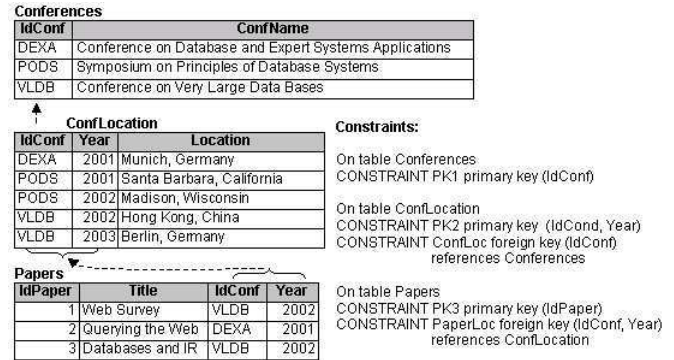 Conferences
IdConf ConfName
DEXA Conference on Database and Expert Systems Applications
PODS Symposium on Principles of Database Systems
VLDB Conference on Very Large Data Bases
ConfLocation
IdConf Year Location
DEXA 2001 Munich, Germany
PODS 2001 Santa Barbara, California
PODS 2002 Madison, Wisconsin
VLDB 2002 Hong Kong, China
VLDB 2003 Berlin, Germany
Papers
IdPaper Title IdConf Year
1 Web Survey VLDB 2002
2 Querying the Web DEXA 2001
3 Databases and IR VLDB 2002
Constraints:
On table Conferences
CONSTRAINT PK1 primary key (IdConf)
On table ConfLocation
CONSTRAINT PK2 primary key (IdCond, Year)
CONSTRAINT ConfLoc foreign key (IdConf)
references Conferences
On table Papers
CONSTRAINT PK3 primary key (IdPaper)
CONSTRAINT PaperLoc foreign key (IdConf, Year)
references ConfLocation